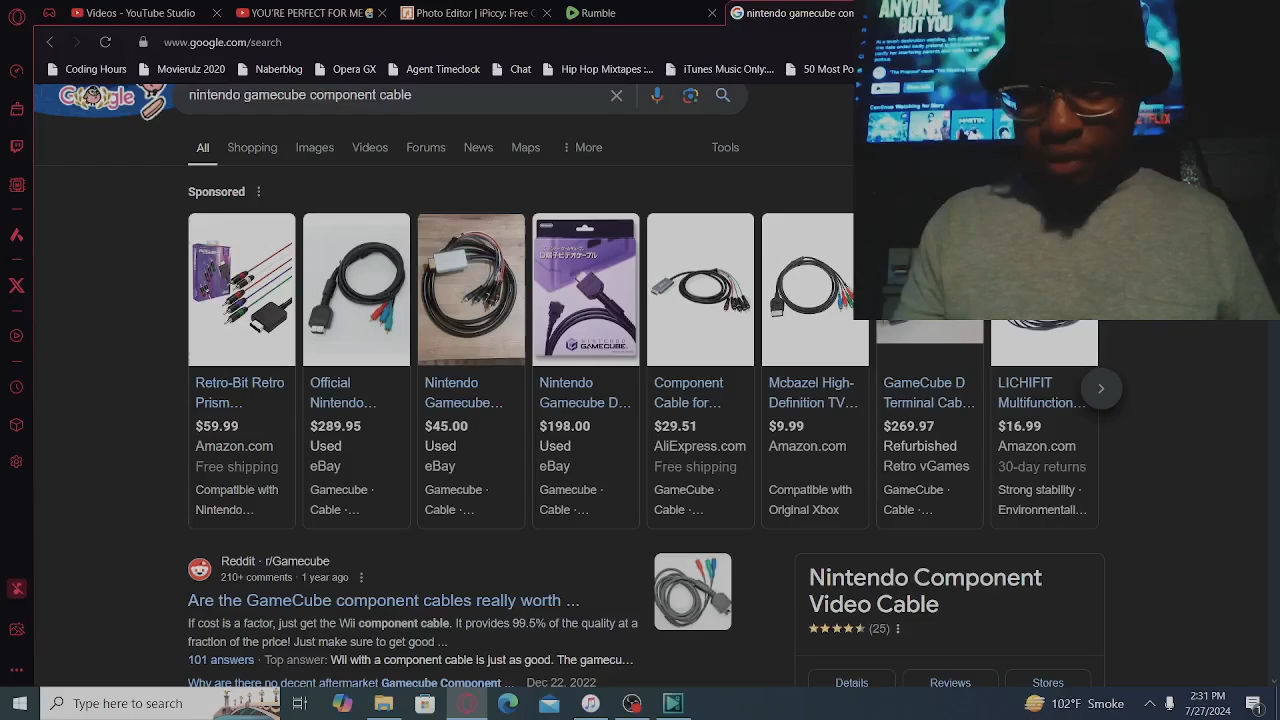 Videos - YouTube Studio
YOU'RE PERFECT FOR ME
Photo Editor | Fixcy: Free
Rumble
nintendo gamecube con
www.google.com
Coding Tours
Opera GX
Agent Tim
Hip Hop Mixes -...
iTunes Music Only:...
50 Most Po
ANYONE
BUT YOU
Google
nintendo gamecube component cable
All
Shopping
Images
Videos
Forums
News
Maps
More
Tools
Continue Watching for
MARTIN
Sponsored
Retro-Bit Retro
Prism...
$59.99
Amazon.com
Free shipping
Compatible with
Nintendo...
Official
Nintendo...
$289.95
Used
eBay
Gamecube ·
Cable ·...
Nintendo
Gamecube...
$45.00
Used
eBay
Gamecube ·
Cable ·...
NINTENDO
GAMECUBE
Nintendo
Gamecube D...
$198.00
Used
eBay
Gamecube ·
Cable ·...
Component
Cable for...
$29.51
AliExpress.com
Free shipping
GameCube ·
Cable ·...
Mcbazel High-
Definition TV...
$9.99
Amazon.com
Compatible with
Original Xbox
GameCube D
Terminal Cab...
$269.97
Refurbished
Retro vGames
GameCube ·
Cable ·...
LICHIFIT
Multifunction...
$16.99
Amazon.com
30-day returns
Strong stability ·
Environmentall...
Reddit · r/Gamecube
210+ comments · 1 year ago
Are the GameCube component cables really worth ...
If cost is a factor, just get the Wii component cable. It provides 99.5% of the quality at a
fraction of the price! Just make sure to get good ...
101 answers · Top answer: Wii with a component cable is just as good. The gamecu...
Why are there no decent aftermarket Gamecube Component ... Dec 22, 2022
Nintendo Component
Video Cable
(25)
Details
Reviews
Stores
Type here to search
102°F Smoke
2:31 PM
7/27/2024